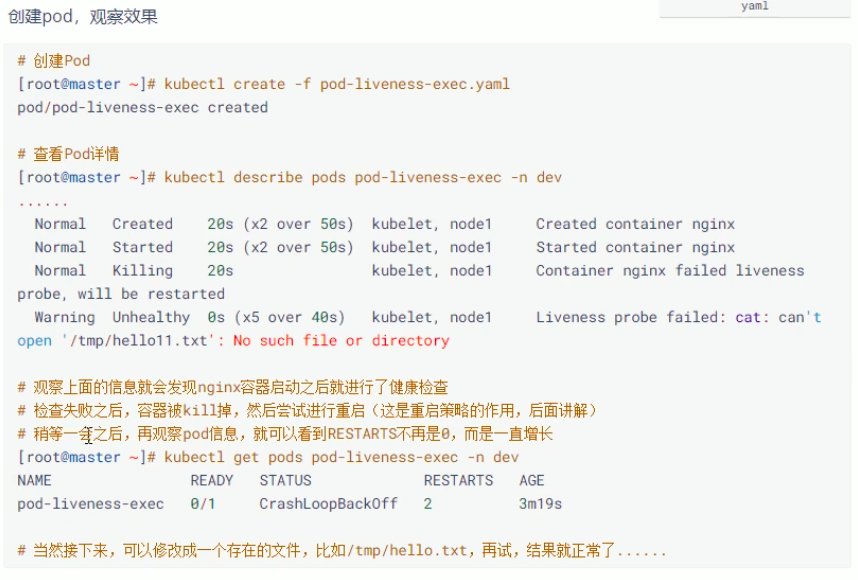 yaml
创建pod，观察效果
# 创建Pod
[root@master ~]# kubectl create -f pod-liveness-exec.yaml
pod/pod-liveness-exec created
# 查看Pod详情
[root@master ~]# kubectl describe pods pod-liveness-exec -n dev
......
Normal   Created    20s (x2 over 50s)  kubelet, node1     Created container nginx
Normal   Started    20s (x2 over 50s)  kubelet, node1     Started container nginx
Normal   Killing    20s                kubelet, node1     Container nginx failed liveness
probe, will be restarted
Warning  Unhealthy  0s (x5 over 40s)   kubelet, node1     Liveness probe failed: cat: can't
open '/tmp/hello11.txt': No such file or directory
# 观察上面的信息就会发现nginx容器启动之后就进行了健康检查
# 检查失败之后，容器被kill掉，然后尝试进行重启（这是重启策略的作用，后面讲解）
# 稍等一会之后，再观察pod信息，就可以看到RESTARTS不再是0，而是一直增长
[root@master ~]# kubectl get pods pod-liveness-exec -n dev
NAME                READY   STATUS             RESTARTS   AGE
pod-liveness-exec   0/1     CrashLoopBackOff   2          3m19s
# 当然接下来，可以修改成一个存在的文件，比如/tmp/hello.txt，再试，结果就正常了......